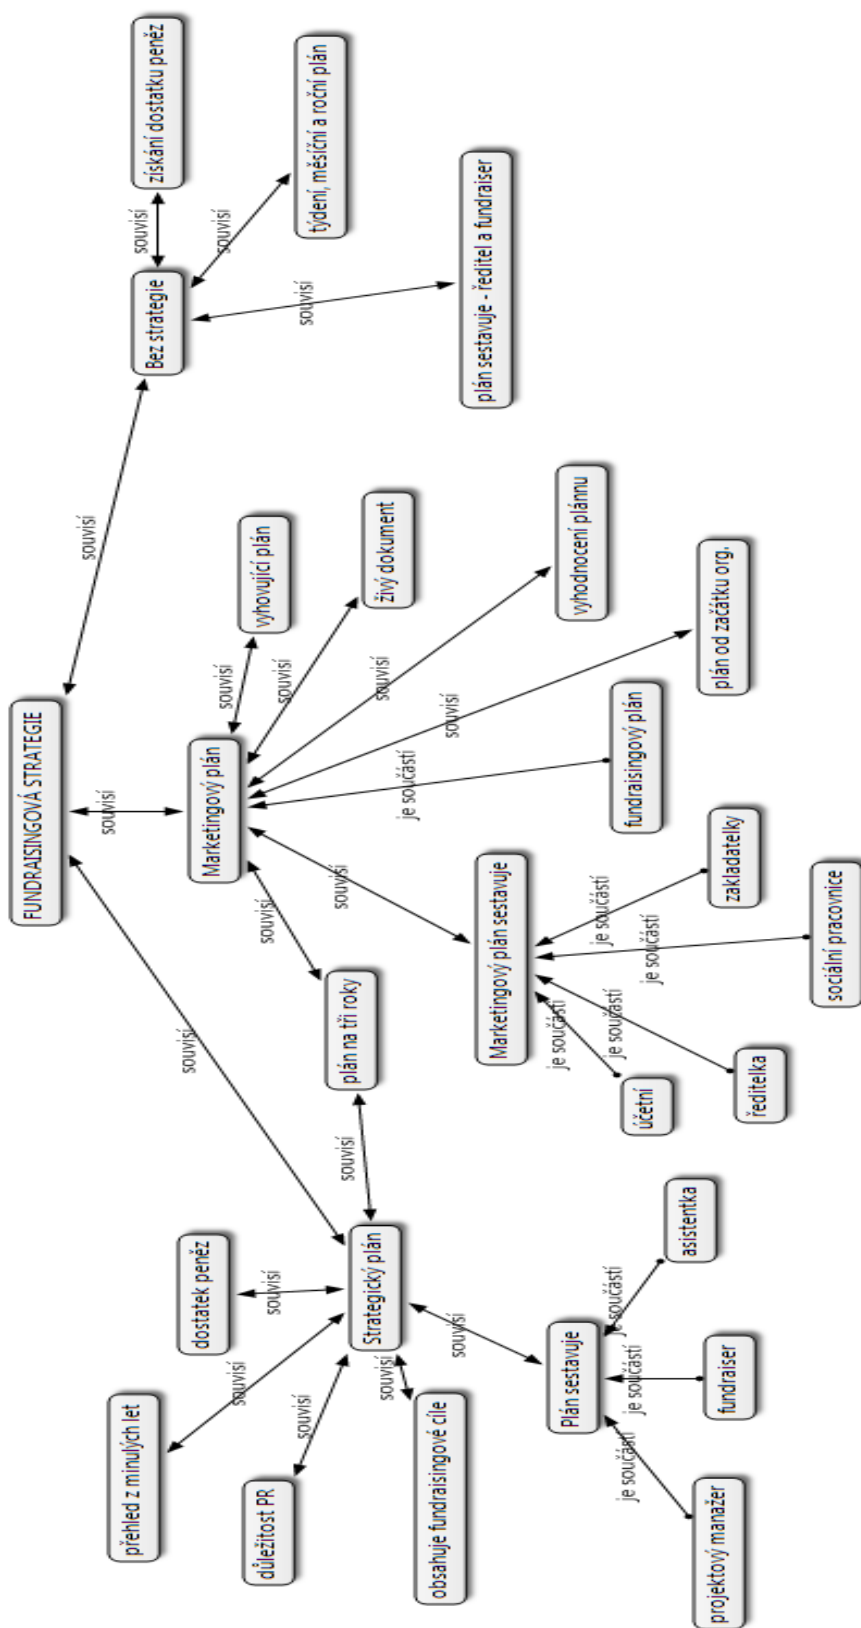 FUNDRAISINGOVÁ STRATEGIE
souvisí
souvisí
souvisí
Strategický plán
Marketingový plán
Bez strategie
přehled z minulých let
souvisí
dostatek peněz
souvisí
důležitost PR
souvisí
obsahuje fundraisingové cíle
souvisí
souvisí
plán na tři roky
souvisí
souvisí
Plán sestavuje
je součástí
projektový manažer
je součástí
fundraiser
je součástí
asistentka
souvisí
vyhovující plán
souvisí
živý dokument
souvisí
vyhodnocení plánnu
souvisí
plán od začátku org.
je součástí
fundraisingový plán
souvisí
Marketingový plán sestavuje
je součástí
účetní
je součástí
ředitelka
je součástí
sociální pracovnice
je součástí
zakladatelky
souvisí
získání dostatku peněz
souvisí
týdení, měsíční a roční plán
souvisí
plán sestavuje - ředitel a fundraiser